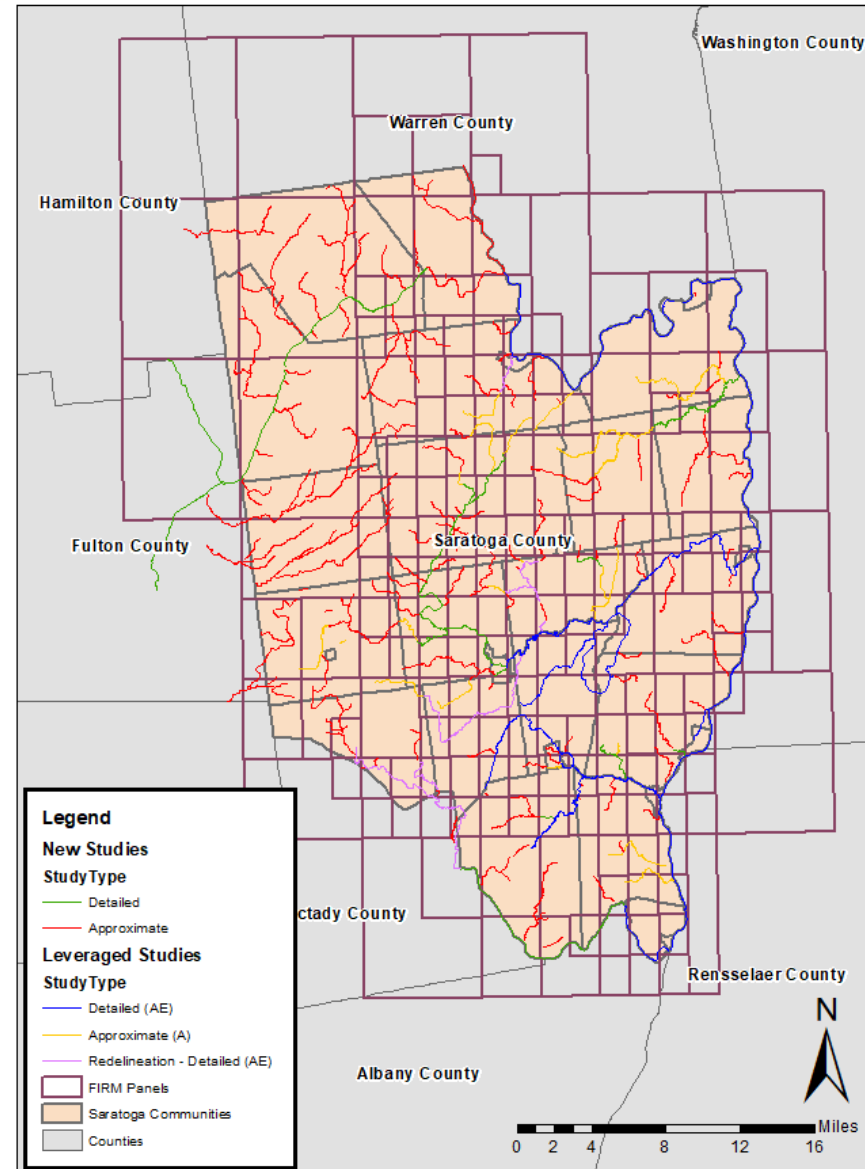 Washington County
Warren County
Hamilton County
Fulton County
Saratoga County
ctady County
Rensselaer County
Albany County
Legend
New Studies
StudyType
Detailed
Approximate
Leveraged Studies
StudyType
Detailed (AE)
Approximate (A)
Redelineation - Detailed (AE)
FIRM Panels
Saratoga Communities
Counties
N
Miles
0 2 4 8 12 16